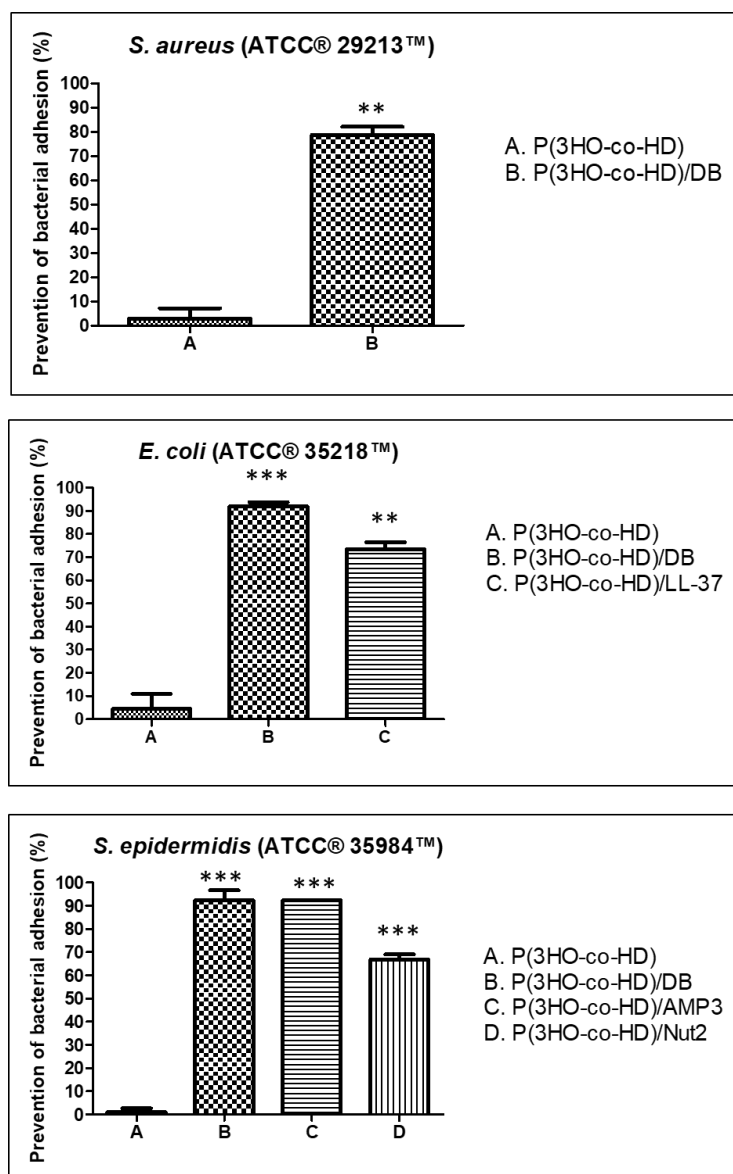 S. aureus (ATCC® 29213™)
Prevention of bacterial adhesion (%)
100
90
80
70
60
50
40
30
20
10
0
**
A
B
A. P(3HO-co-HD)
B. P(3HO-co-HD)/DB
E. coli (ATCC® 35218™)
Prevention of bacterial adhesion (%)
100
90
80
70
60
50
40
30
20
10
0
***
**
A
B
C
A. P(3HO-co-HD)
B. P(3HO-co-HD)/DB
C. P(3HO-co-HD)/LL-37
S. epidermidis (ATCC® 35984™)
Prevention of bacterial adhesion (%)
100
90
80
70
60
50
40
30
20
10
0
***
***
***
A
B
C
D
A. P(3HO-co-HD)
B. P(3HO-co-HD)/DB
C. P(3HO-co-HD)/AMP3
D. P(3HO-co-HD)/Nut2